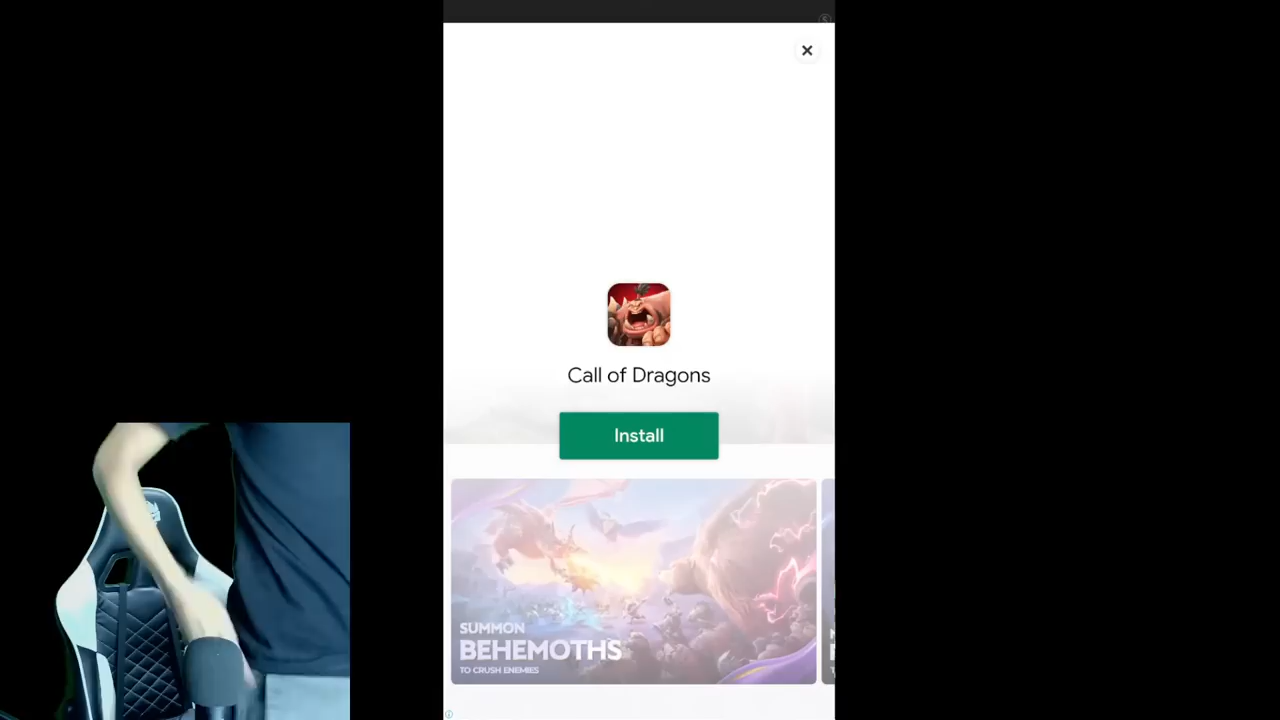 Call of Dragons
Install
SUMMON
BEHEMOTHS
TO CRUSH ENEMIES